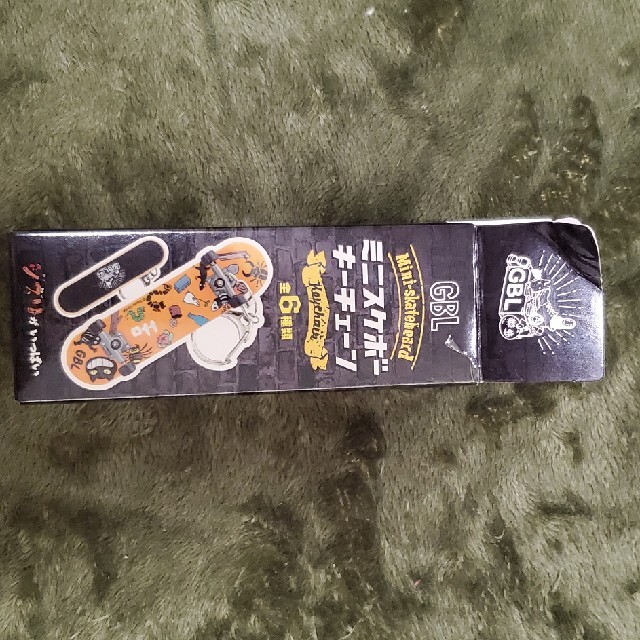 GBL
GBL
Mini-Skateboard
ミニスケボー
キーチェーン
Keychain
全6種類
GBL